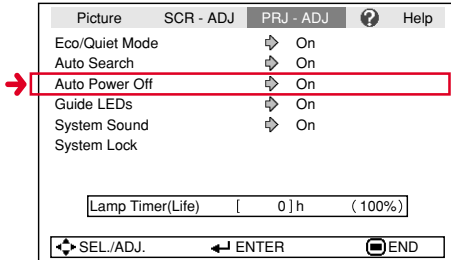 Picture SCR - ADJ PRJ - ADJ ? Help
Eco/Quiet Mode On
Auto Search On
Auto Power Off On
Guide LEDs On
System Sound On
System Lock
Lamp Timer(Life) [ 0 ] h (100%)
SEL./ADJ. ENTER END